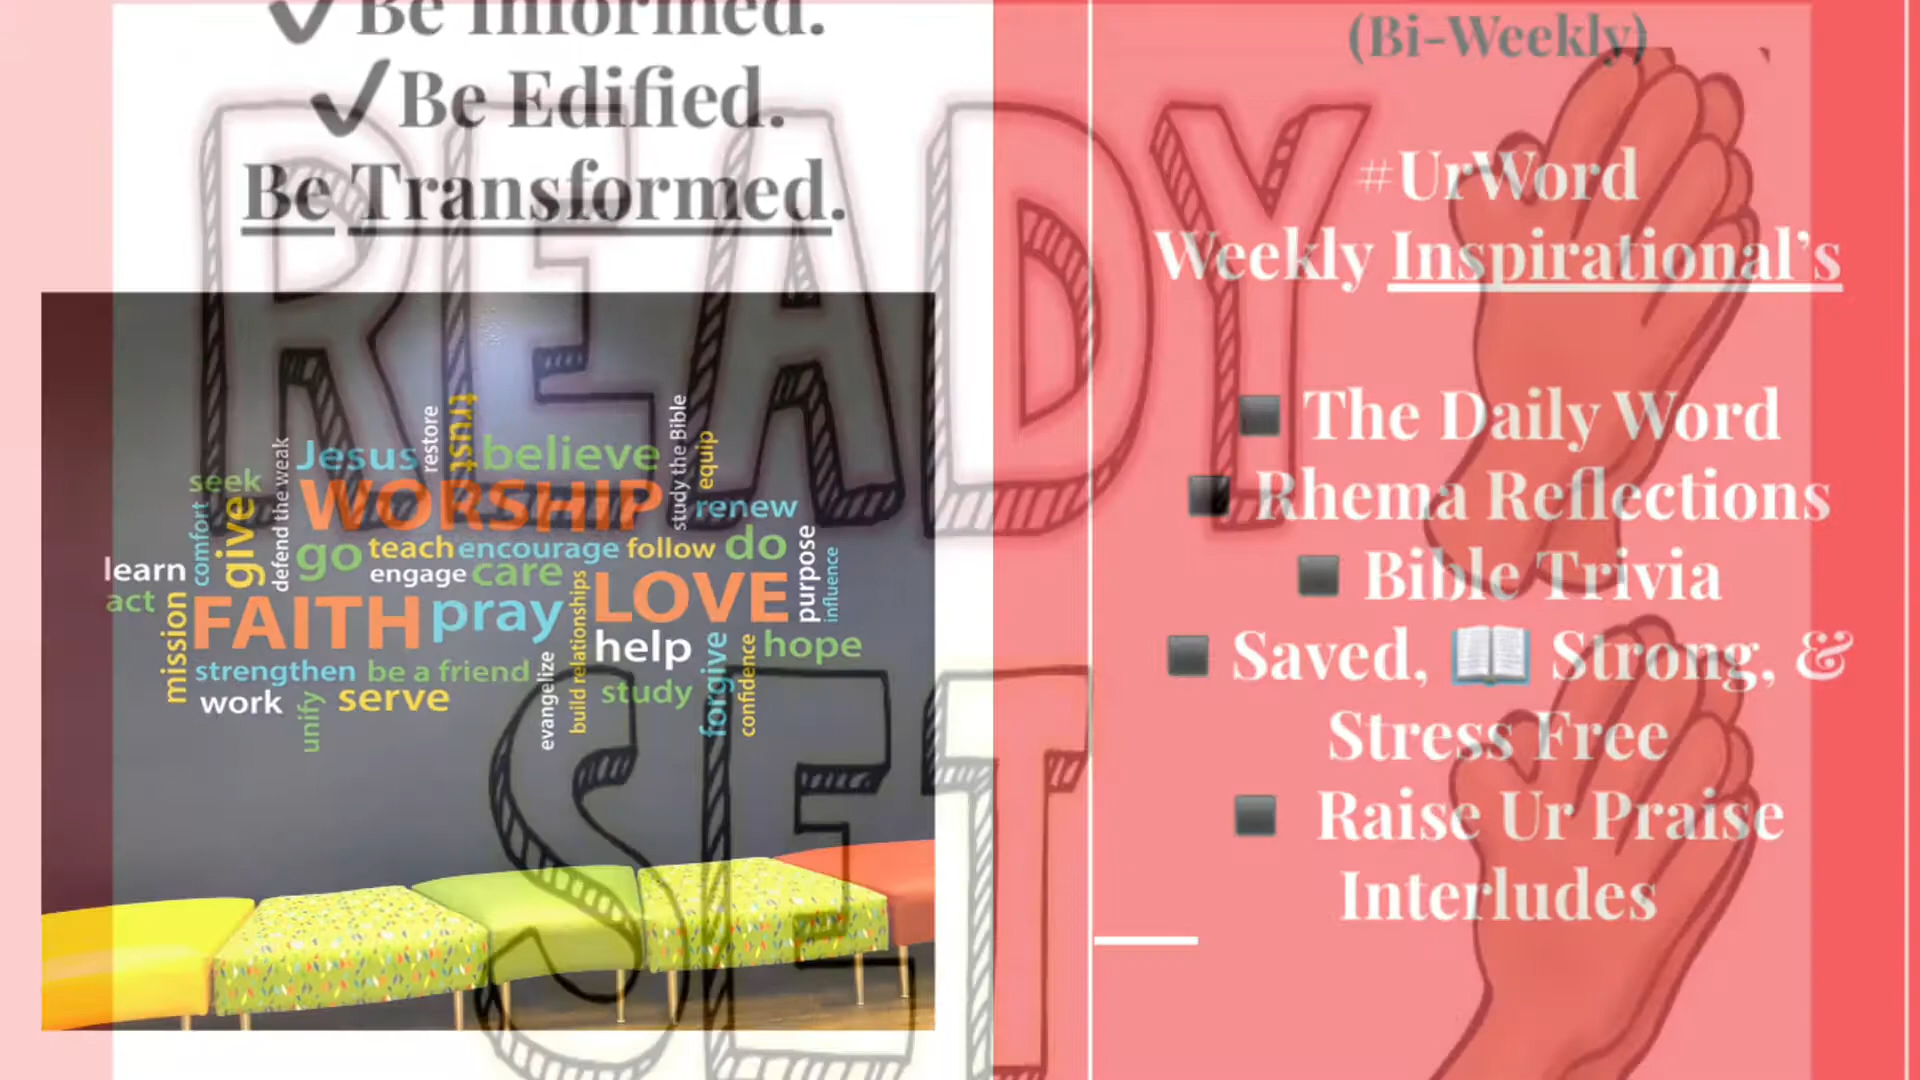 Be Informed.
✓Be Edified.
Be Transformed.
READY
SET
restore
trust
study the Bible
equip
Jesus
believe
seek
defend the weak
WORSHIP
renew
comfort
give
go
teach
encourage
follow
do
purpose
influence
learn
engage
care
act
mission
FAITH
pray
build relationships
LOVE
help
forgive
confidence
hope
strengthen
be a friend
evangelize
work
unify
serve
study
(Bi-Weekly)
#UrWord
Weekly Inspirational’s
◾ The Daily Word
◾ Rhema Reflections
◾ Bible Trivia
◾ Saved, 📖 Strong, &
Stress Free
◾ Raise Ur Praise
Interludes